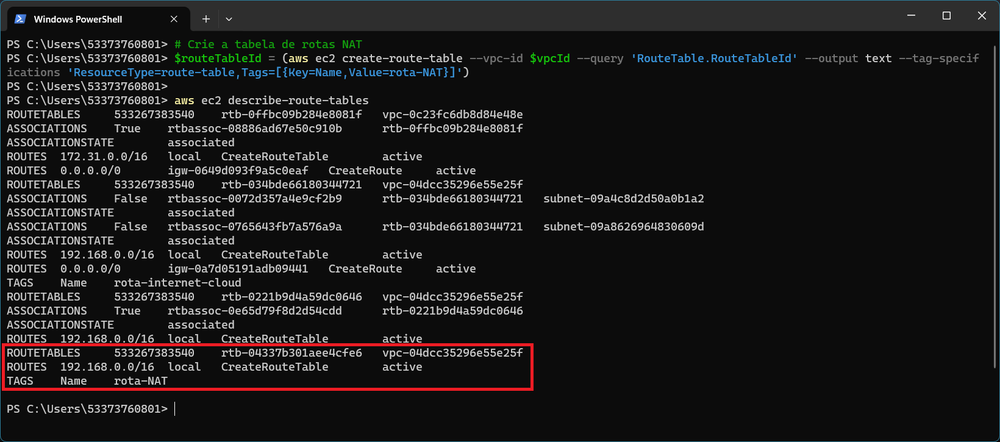 Windows PowerShell
PS C:\Users\53373760801> # Crie a tabela de rotas NAT
PS C:\Users\53373760801> $routeTableId = (aws ec2 create-route-table --vpc-id $vpcId --query 'RouteTable.RouteTableId' --output text --tag-specif
ications 'ResourceType=route-table,Tags=[{Key=Name,Value=rota-NAT}]')
PS C:\Users\53373760801>
PS C:\Users\53373760801> aws ec2 describe-route-tables
ROUTETABLES 533267383540 rtb-0ffbc09b284e8081f vpc-0c23fc6db8d84e48e
ASSOCIATIONS True rtbassoc-08886ad67e50c910b rtb-0ffbc09b284e8081f
ASSOCIATIONSTATE associated
ROUTES 172.31.0.0/16 local CreateRouteTable active
ROUTES 0.0.0.0/0 igw-0649d093f9a5c0eaf CreateRoute active
ROUTETABLES 533267383540 rtb-034bde66180344721 vpc-04dcc35296e55e25f
ASSOCIATIONS False rtbassoc-0072d357a4e9cf2b9 rtb-034bde66180344721 subnet-09a4c8d2d50a0b1a2
ASSOCIATIONSTATE associated
ASSOCIATIONS False rtbassoc-0765643fb7a576a9a rtb-034bde66180344721 subnet-09a8626964830609d
ASSOCIATIONSTATE associated
ROUTES 192.168.0.0/16 local CreateRouteTable active
ROUTES 0.0.0.0/0 igw-0a7d05191adb09441 CreateRoute active
TAGS Name rota-internet-cloud
ROUTETABLES 533267383540 rtb-0221b9d4a59dc0646 vpc-04dcc35296e55e25f
ASSOCIATIONS True rtbassoc-0e65d79f8d2d54cdd rtb-0221b9d4a59dc0646
ASSOCIATIONSTATE associated
ROUTES 192.168.0.0/16 local CreateRouteTable active
ROUTETABLES 533267383540 rtb-04337b301aee4cfe6 vpc-04dcc35296e55e25f
ROUTES 192.168.0.0/16 local CreateRouteTable active
TAGS Name rota-NAT
PS C:\Users\53373760801>